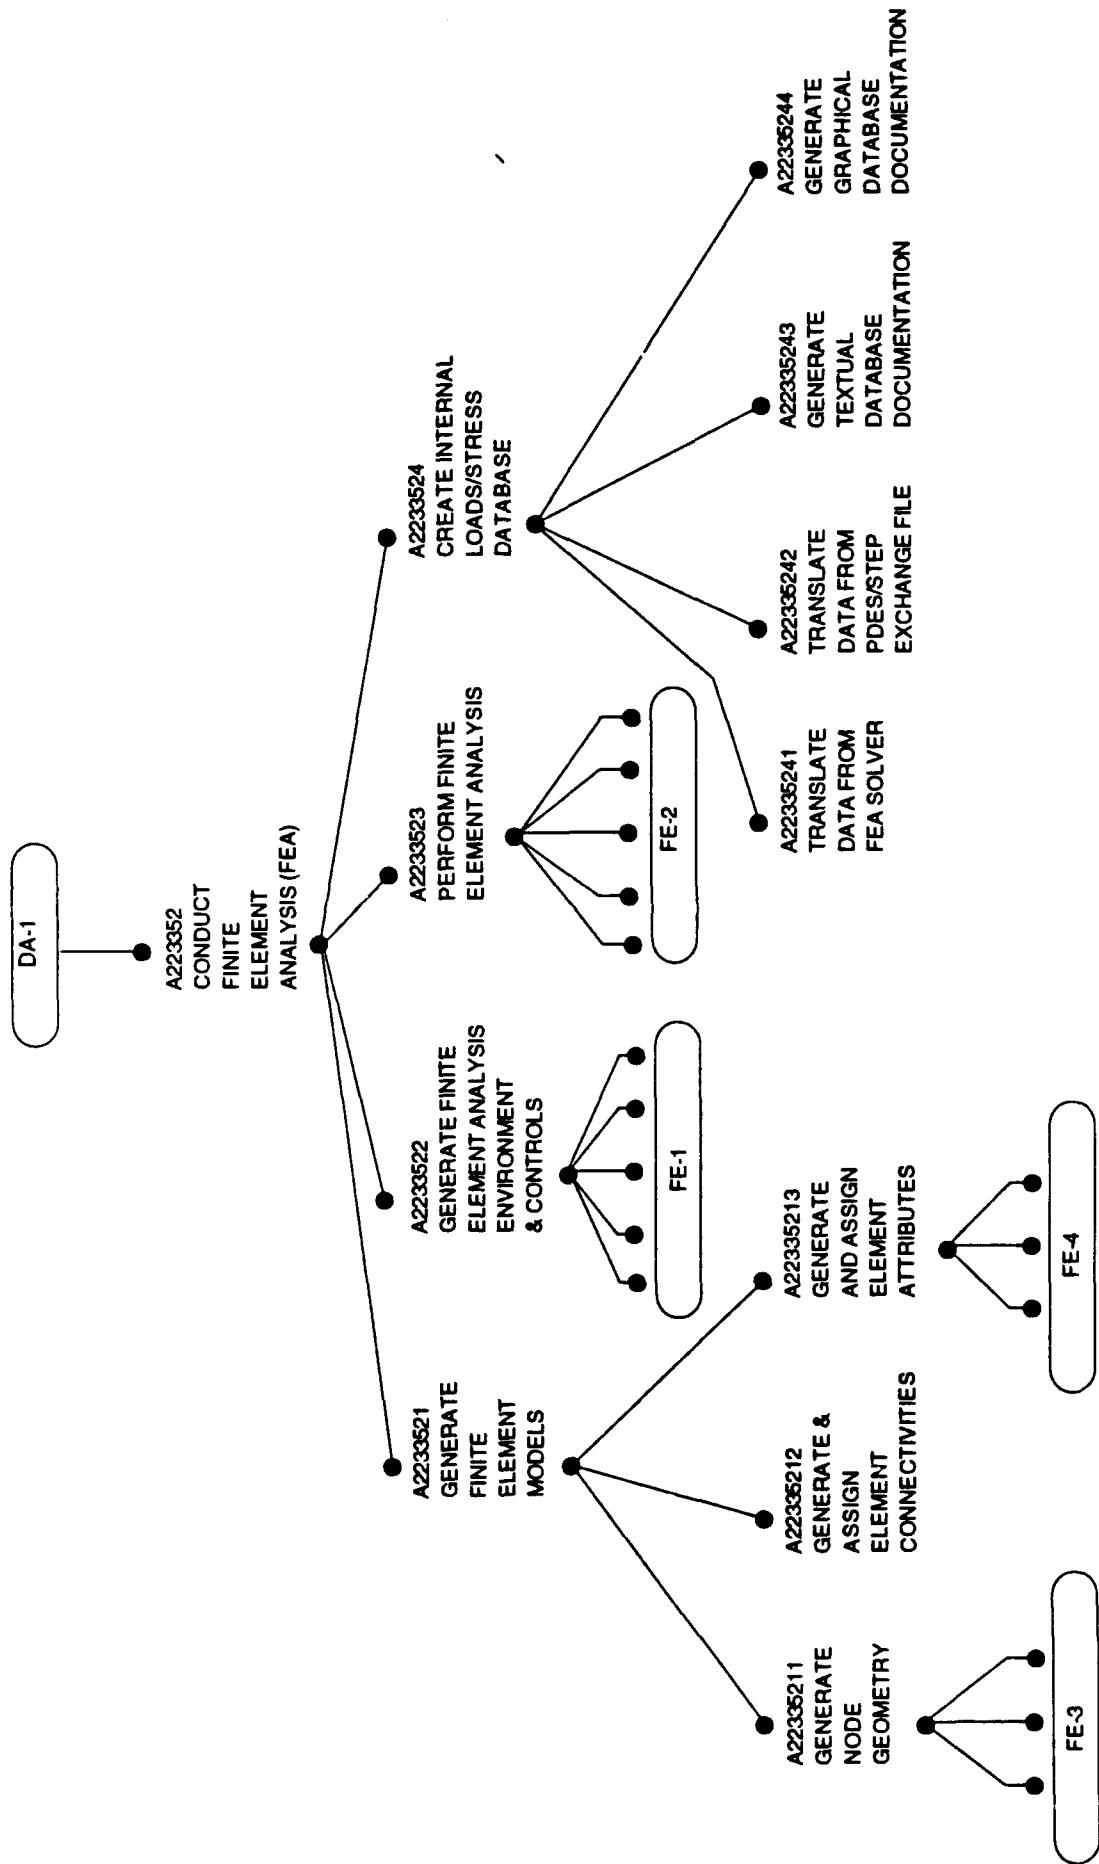 DA-1
A223352
CONDUCT
FINITE
ELEMENT
ANALYSIS (FEA)
A2233521
GENERATE
FINITE
ELEMENT
MODELS
A2233522
GENERATE FINITE
ELEMENT ANALYSIS
ENVIRONMENT
& CONTROLS
A2233523
PERFORM FINITE
ELEMENT ANALYSIS
A2233524
CREATE INTERNAL
LOADS/STRESS
DATABASE
FE-1
FE-2
A22335211
GENERATE
NODE
GEOMETRY
A22335212
GENERATE &
ASSIGN
ELEMENT
CONNECTIVITIES
A22335213
GENERATE
AND ASSIGN
ELEMENT
ATTRIBUTES
A22335241
TRANSLATE
DATA FROM
FEA SOLVER
A22335242
TRANSLATE
DATA FROM
PDES/STEP
EXCHANGE FILE
A22335243
GENERATE
TEXTUAL
DATABASE
DOCUMENTATION
A22335244
GENERATE
GRAPHICAL
DATABASE
DOCUMENTATION
FE-3
FE-4